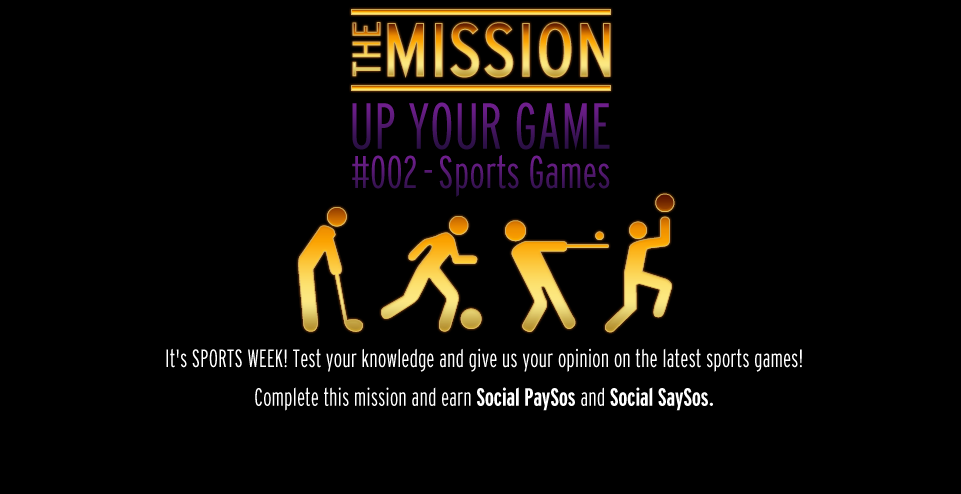 THE MISSION
UP YOUR GAME
#002 - Sports Games
It's SPORTS WEEK! Test your knowledge and give us your opinion on the latest sports games!
Complete this mission and earn Social PaySos and Social SaySos.